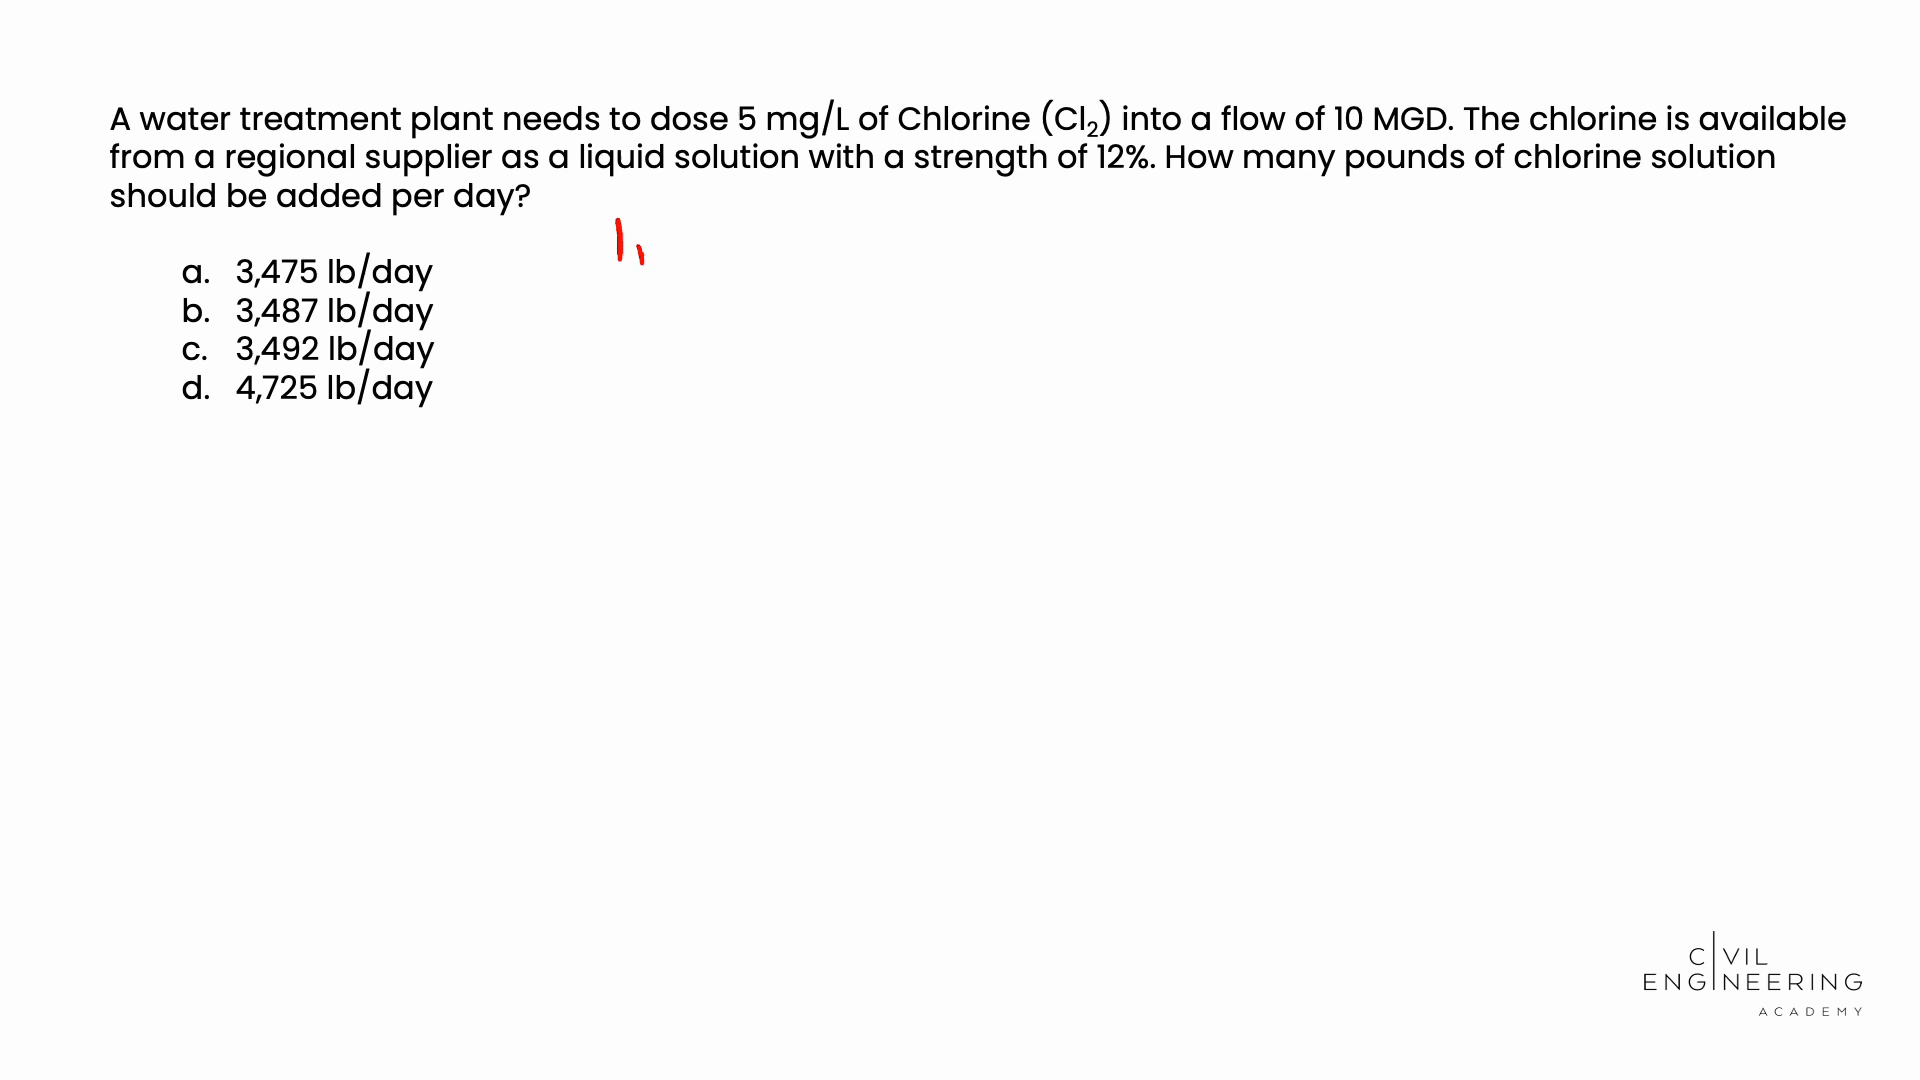 A water treatment plant needs to dose 5 mg/L of Chlorine (Cl₂) into a flow of 10 MGD. The chlorine is available
from a regional supplier as a liquid solution with a strength of 12%. How many pounds of chlorine solution
should be added per day?
a. 3,475 lb/day
b. 3,487 lb/day
c. 3,492 lb/day
d. 4,725 lb/day
CIVIL
ENGINEERING
ACADEMY